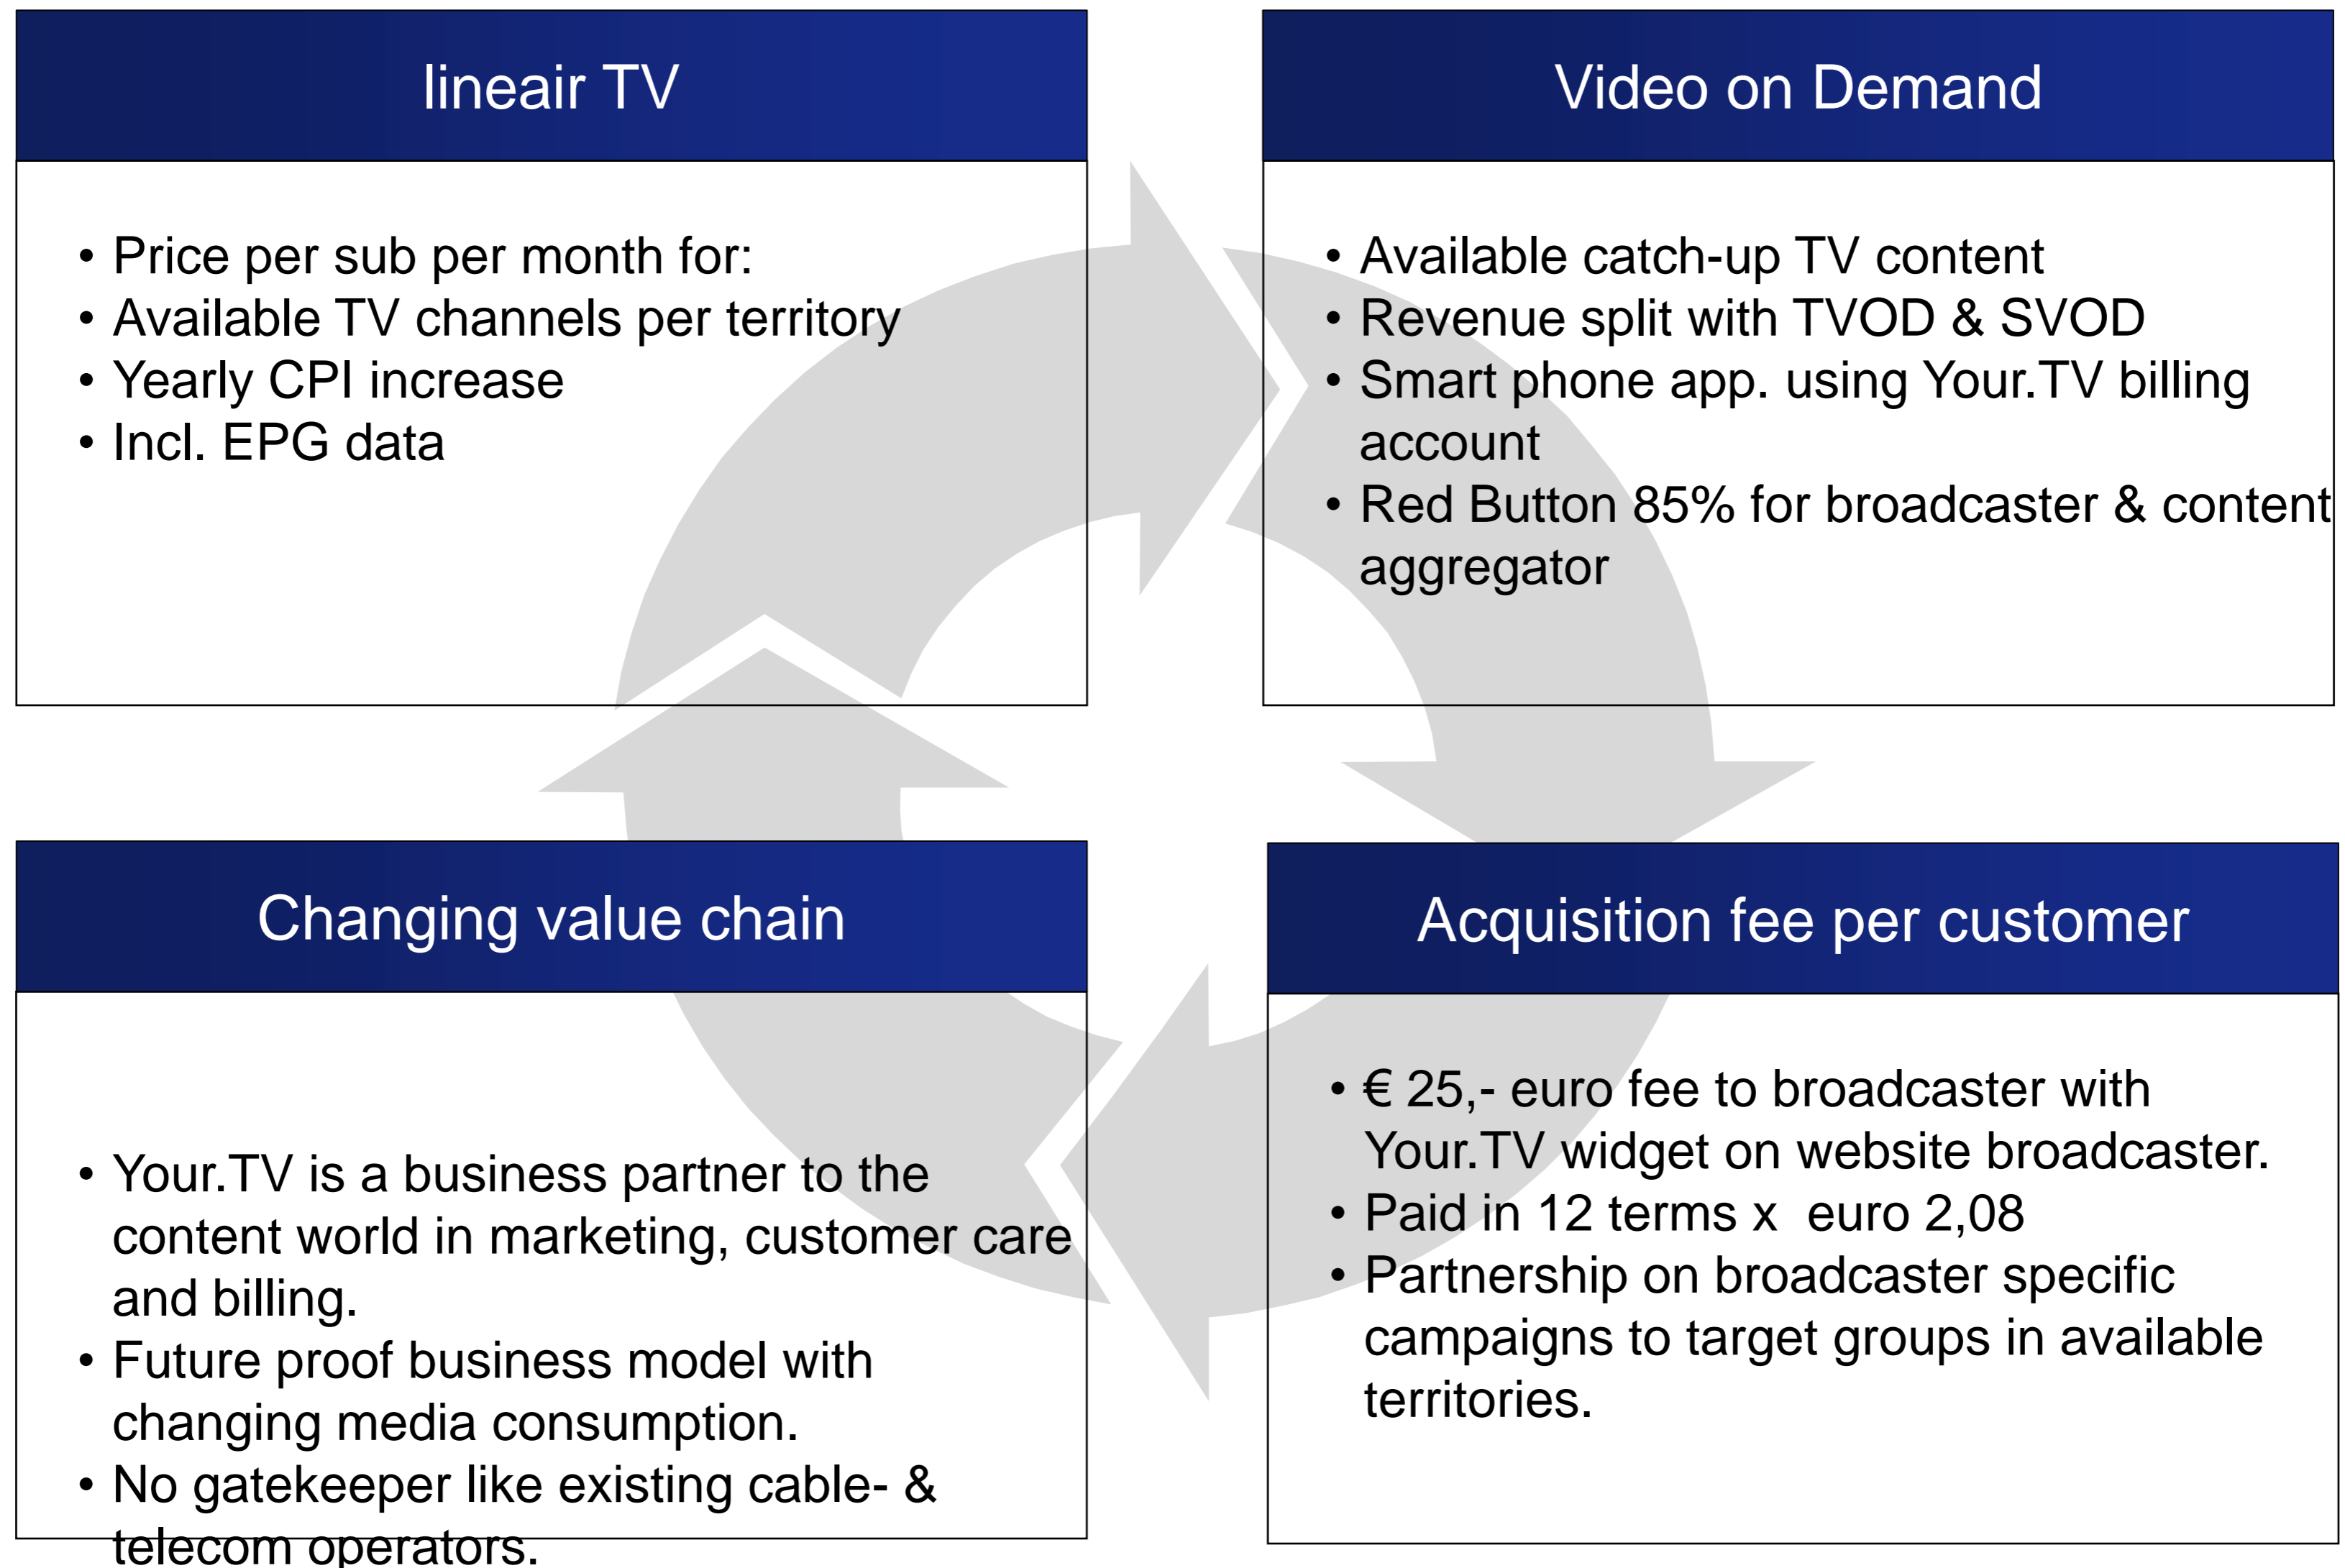 lineair TV
• Price per sub per month for:
• Available TV channels per territory
• Yearly CPI increase
• Incl. EPG data
Video on Demand
• Available catch-up TV content
• Revenue split with TVOD & SVOD
• Smart phone app. using Your.TV billing
account
• Red Button 85% for broadcaster & content
aggregator
Changing value chain
• Your.TV is a business partner to the
content world in marketing, customer care
and billing.
• Future proof business model with
changing media consumption.
• No gatekeeper like existing cable- &
telecom operators.
Acquisition fee per customer
• € 25,- euro fee to broadcaster with
Your.TV widget on website broadcaster.
• Paid in 12 terms x  euro 2,08
• Partnership on broadcaster specific
campaigns to target groups in available
territories.